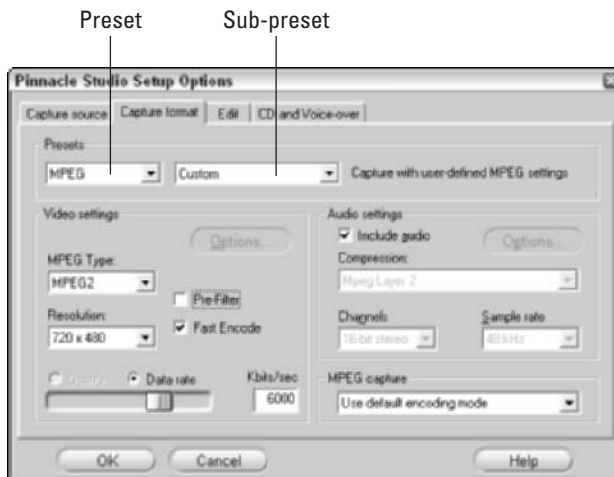 Preset Sub-preset
Pinnacle Studio Setup Options
Capture source Capture format Edit CD and Voice-over
Presets
MPEG Custom Capture with user-defined MPEG settings
Video settings Audio settings
Options... Include audio Options...
MPEG Type: Compression:
MPEG2 Mpeg Layer 2
Pre-Filter
Resolution: Channels Sample rate
720 x 480 Fast Encode 16-bit stereo 48 kHz
Data rate Kbits/sec MPEG capture
6000 Use default encoding mode
OK Cancel Help